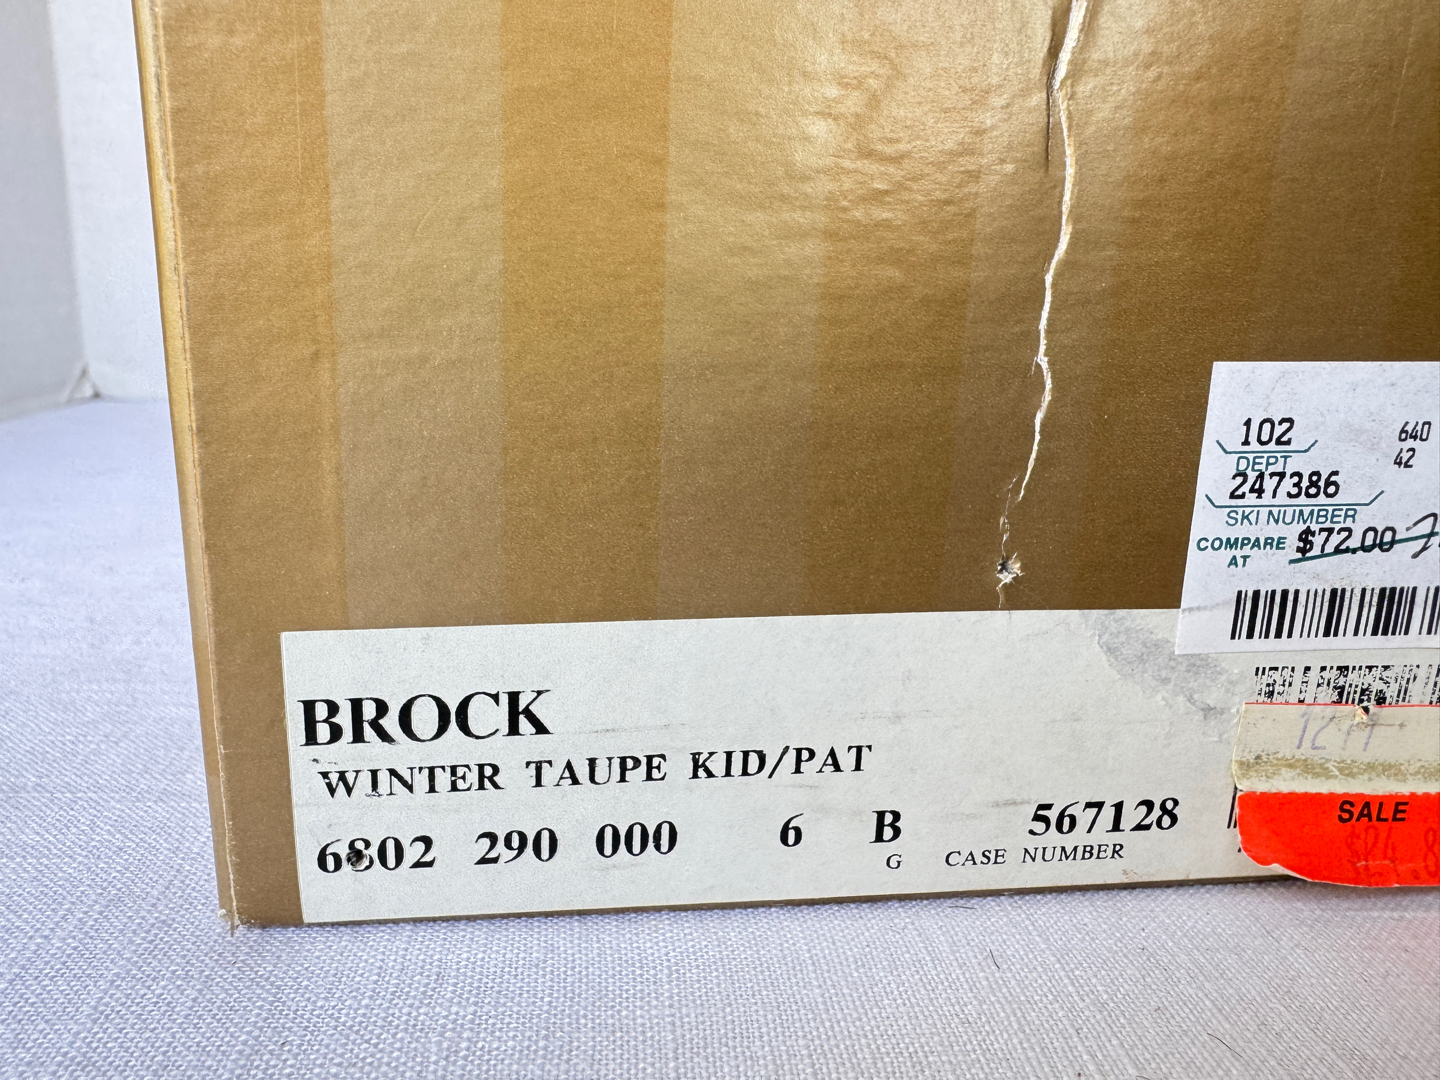 102
640
DEPT
42
247386
SKI NUMBER
COMPARE AT $72.00
BROCK
WINTER TAUPE KID/PAT
6802 290 000 6 B 567128
G CASE NUMBER
SALE